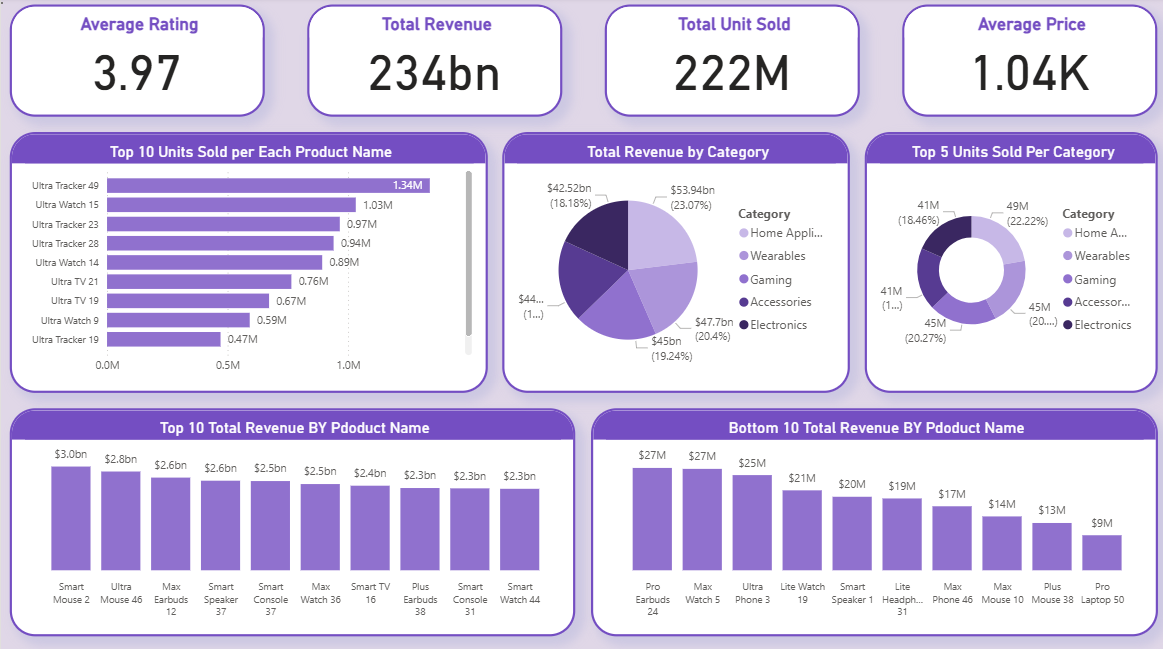 Average Rating
3.97
Total Revenue
234bn
Total Unit Sold
222M
Average Price
1.04K
Top 10 Units Sold per Each Product Name
Ultra Tracker 49
1.34M
Ultra Watch 15
1.03M
Ultra Tracker 23
0.97M
Ultra Tracker 28
0.94M
Ultra Watch 14
0.89M
Ultra TV 21
0.76M
Ultra TV 19
0.67M
Ultra Watch 9
0.59M
Ultra Tracker 19
0.47M
0.0M
0.5M
1.0M
Total Revenue by Category
$42.52bn
(18.18%)
$53.94bn
(23.07%)
$44...
(1...)
$47.7bn
(20.4%)
$45bn
(19.24%)
Category
Home Appli...
Wearables
Gaming
Accessories
Electronics
Top 5 Units Sold Per Category
41M
(18.46%)
49M
(22.22%)
41M
(1...)
45M
(20....)
45M
(20.27%)
Category
Home A...
Wearables
Gaming
Accessor...
Electronics
Top 10 Total Revenue BY Pdoduct Name
$3.0bn
$2.8bn
$2.6bn
$2.6bn
$2.5bn
$2.5bn
$2.4bn
$2.3bn
$2.3bn
$2.3bn
Smart
Mouse 2
Ultra
Mouse 46
Max
Earbuds
12
Smart
Speaker
37
Smart
Console
37
Max
Watch 36
Smart TV
16
Plus
Earbuds
38
Smart
Console
31
Smart
Watch 44
Bottom 10 Total Revenue BY Pdoduct Name
$27M
$27M
$25M
$21M
$20M
$19M
$17M
$14M
$13M
$9M
Pro
Earbuds
24
Max
Watch 5
Ultra
Phone 3
Lite Watch
19
Smart
Speaker 1
Lite
Headph...
31
Max
Phone 46
Max
Mouse 10
Plus
Mouse 38
Pro
Laptop 50